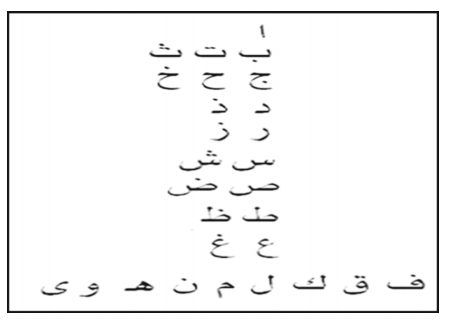 ا
ب ت ث
ج ح خ
د ذ
ر ز
س ش
ص ض
ط ظ
ع غ
ف ق ك ل م ن هـ و ى